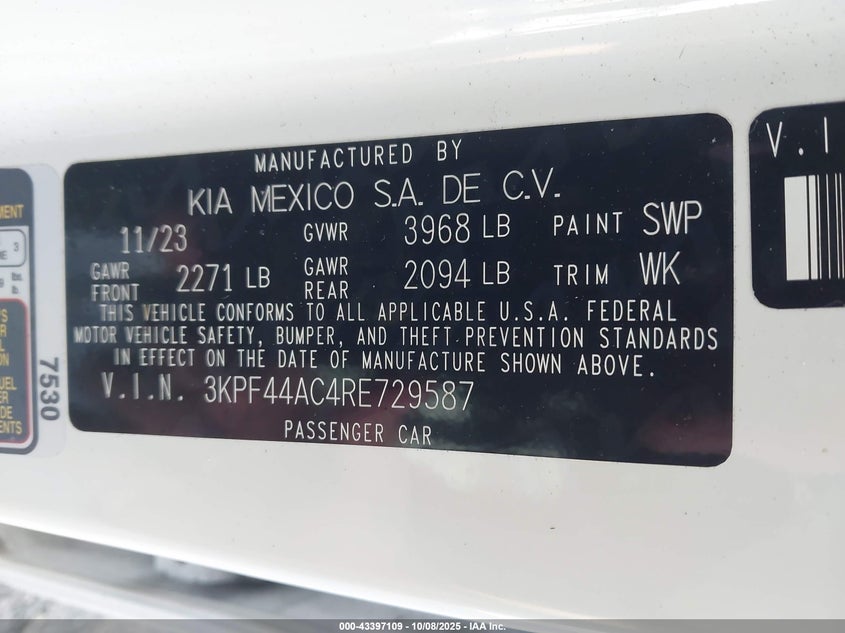 MANUFACTURED BY
KIA MEXICO S.A. DE C.V.
11/23 GVWR 3968 LB PAINT SWP
GAWR FRONT 2271 LB GAWR REAR 2094 LB TRIM WK
THIS VEHICLE CONFORMS TO ALL APPLICABLE U.S.A. FEDERAL
MOTOR VEHICLE SAFETY, BUMPER, AND THEFT PREVENTION STANDARDS
IN EFFECT ON THE DATE OF MANUFACTURE SHOWN ABOVE.
V.I.N. 3KPF44AC4RE729587
PASSENGER CAR
7530
V.I
000-43397109 - 10/08/2025 - IAA Inc.